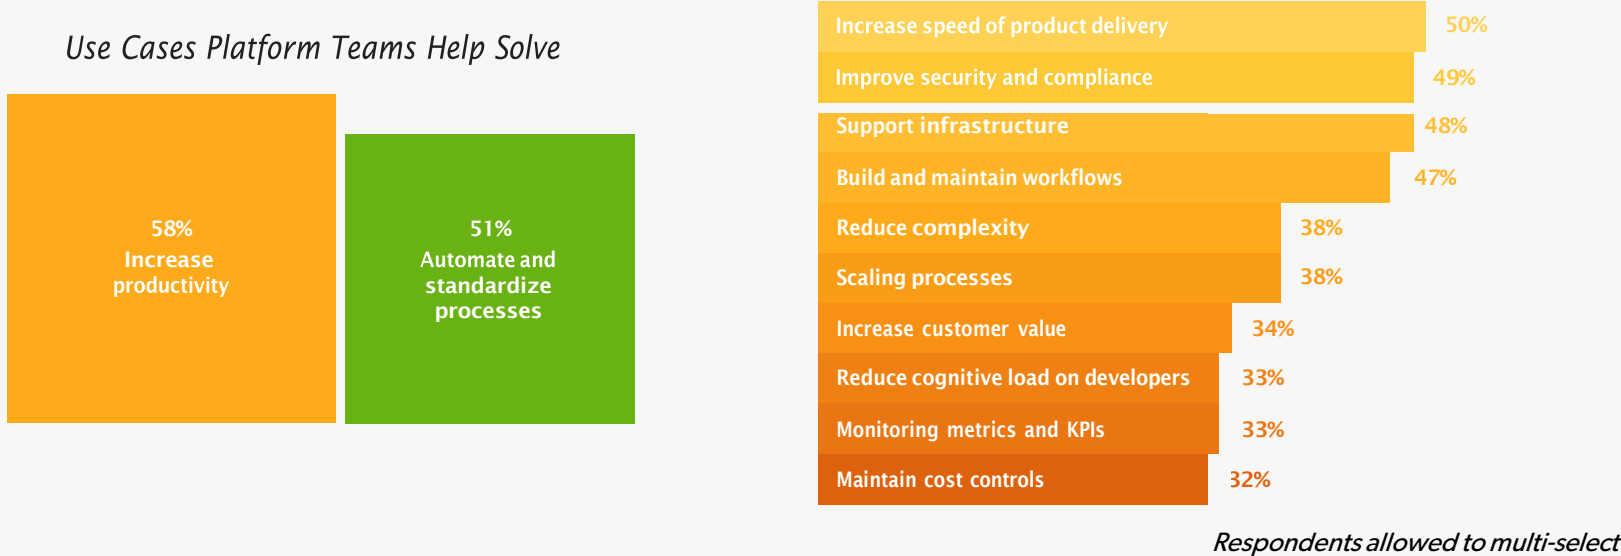 Use Cases Platform Teams Help Solve
58%
Increase
productivity
51%
Automate and
standardize
processes
Increase speed of product delivery 50%
Improve security and compliance 49%
Support infrastructure 48%
Build and maintain workflows 47%
Reduce complexity 38%
Scaling processes 38%
Increase customer value 34%
Reduce cognitive load on developers 33%
Monitoring metrics and KPIs 33%
Maintain cost controls 32%
Respondents allowed to multi-select